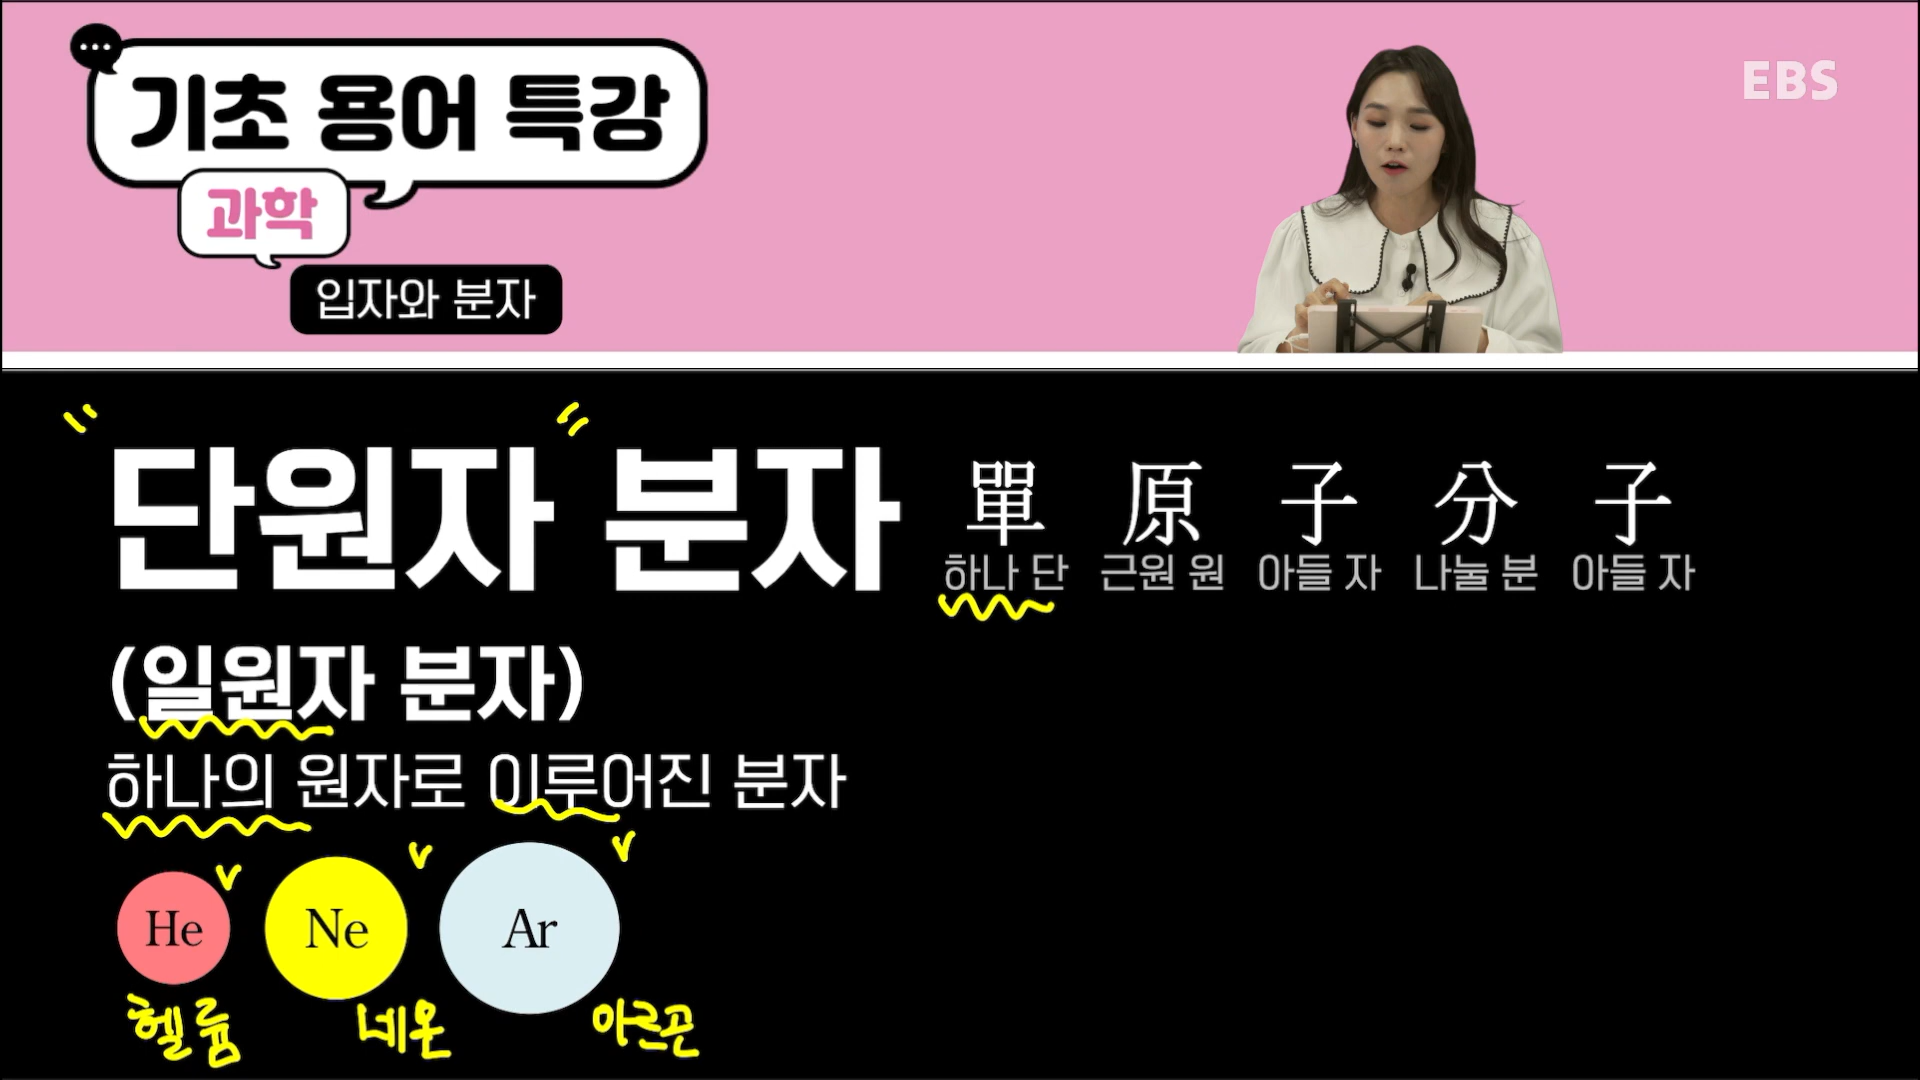 기초 용어 특강
EBS
과학
입자와 분자
"단원자" 분자 單 原 子 分 子
하나 단 근원 원 아들 자 나눌 분 아들 자
(일원자 분자)
하나의 원자로 이루어진 분자
He Ne Ar
헬륨 네온 아르곤